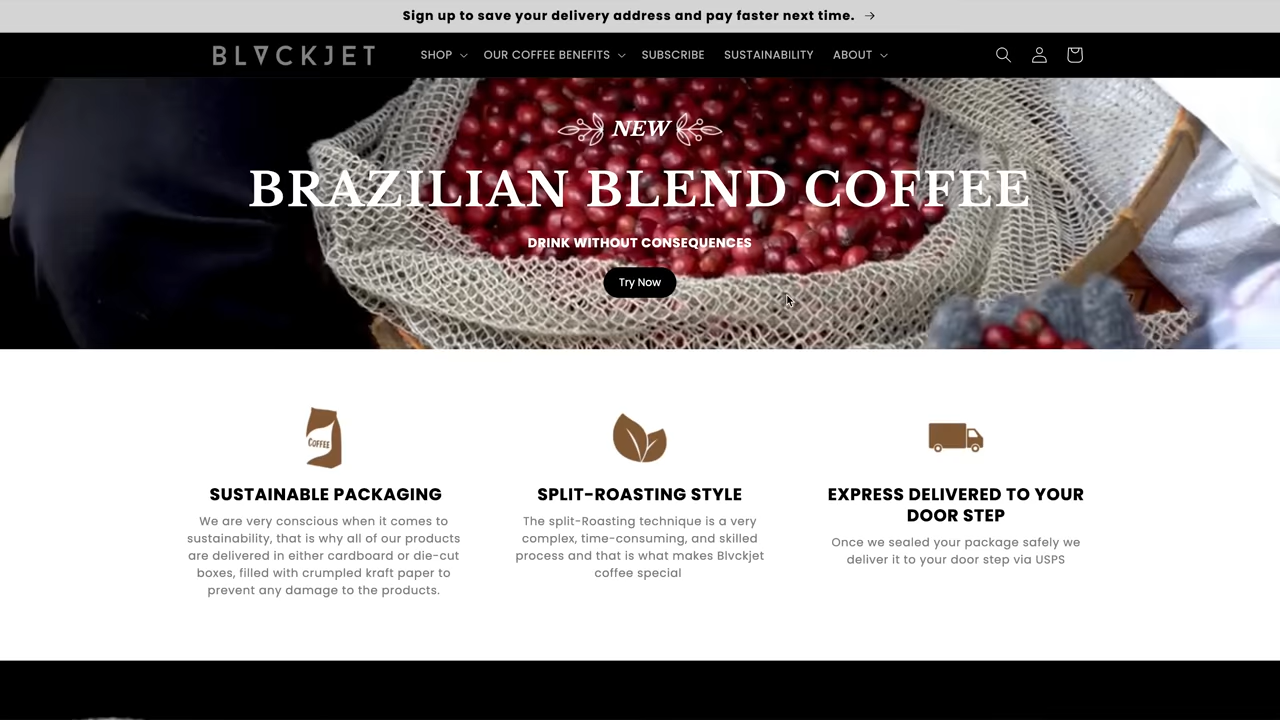 Sign up to save your delivery address and pay faster next time. →
BLVCKJET SHOP OUR COFFEE BENEFITS SUBSCRIBE SUSTAINABILITY ABOUT
NEW
BRAZILIAN BLEND COFFEE
DRINK WITHOUT CONSEQUENCES
Try Now
COFFEE
SUSTAINABLE PACKAGING
We are very conscious when it comes to
sustainability, that is why all of our products
are delivered in either cardboard or die-cut
boxes, filled with crumpled kraft paper to
prevent any damage to the products.
SPLIT-ROASTING STYLE
The split-Roasting technique is a very
complex, time-consuming, and skilled
process and that is what makes Blvckjet
coffee special
EXPRESS DELIVERED TO YOUR
DOOR STEP
Once we sealed your package safely we
deliver it to your door step via USPS